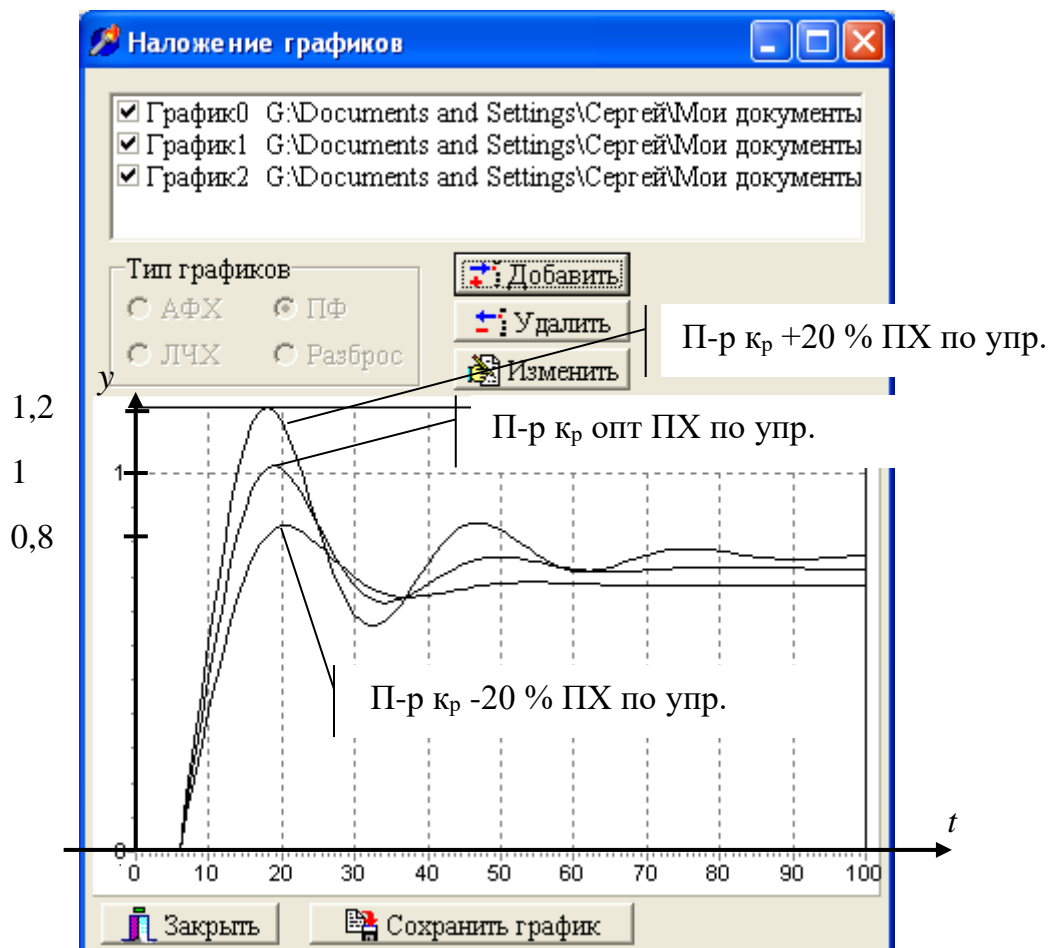 Наложение графиков
График0 G:\Documents and Settings\Сергей\Мои документы
График1 G:\Documents and Settings\Сергей\Мои документы
График2 G:\Documents and Settings\Сергей\Мои документы
Тип графиков
АФХ ПФ
ЛЧХ Разброс
Добавить
Удалить
Изменить
П-р кр +20 % ПХ по упр.
y
1,2
П-р кр опт ПХ по упр.
1 1
0,8
П-р кр -20 % ПХ по упр.
t
0
0 10 20 30 40 50 60 70 80 90 100
Закрыть Сохранить график